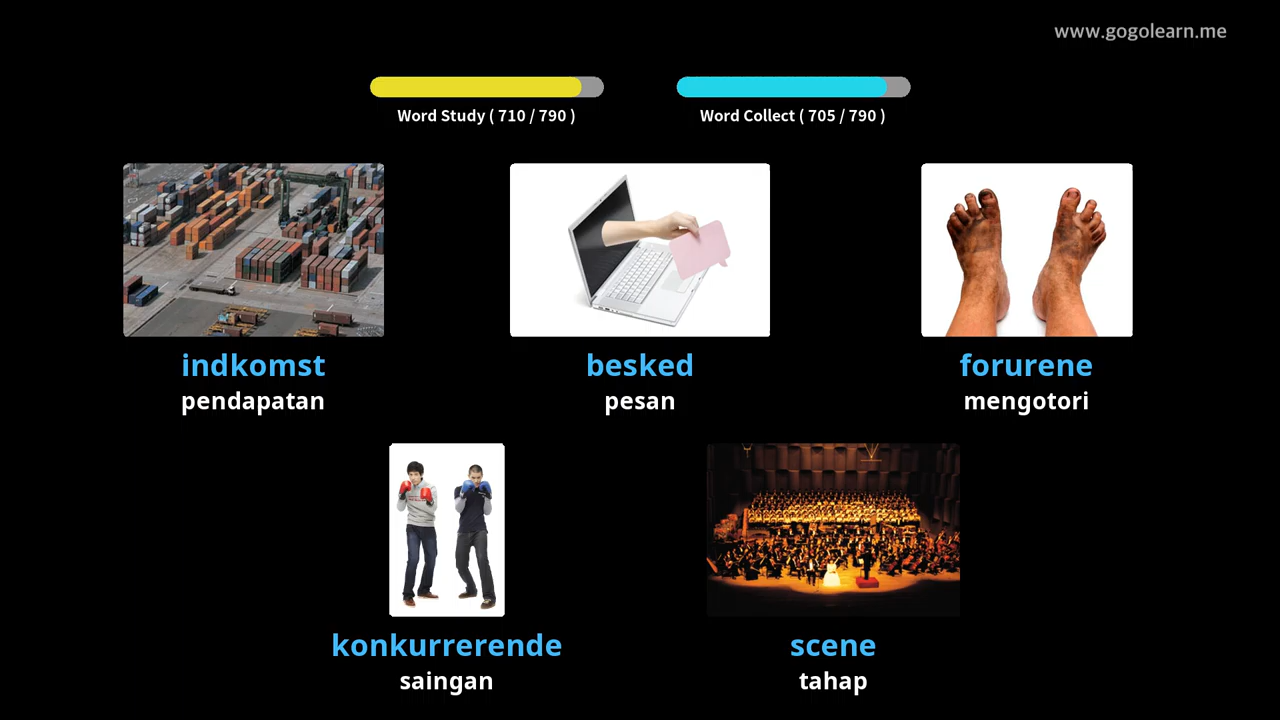 www.gogolearn.me
Word Study ( 710 / 790 )
Word Collect ( 705 / 790 )
indkomst
pendapatan
besked
pesan
forurene
mengotori
konkurrerende
saingan
scene
tahap